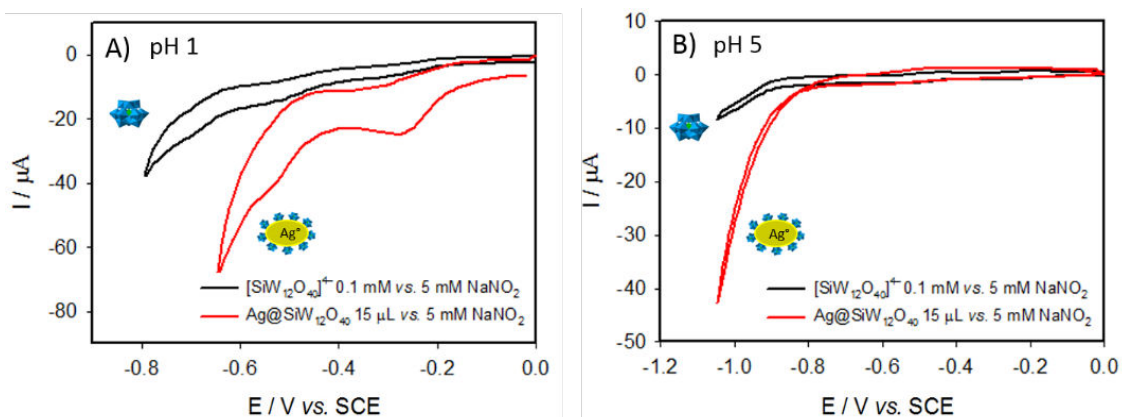 A) pH 1
0
-20
-40
-60
-80
I / μA
Ag°
[SiW₁₂O₄₀]⁴⁻ 0.1 mM vs. 5 mM NaNO₂
Ag@SiW₁₂O₄₀ 15 μL vs. 5 mM NaNO₂
-0.8 -0.6 -0.4 -0.2 0.0
E / V vs. SCE
B) pH 5
10
0
-10
-20
-30
-40
-50
I / μA
Ag°
[SiW₁₂O₄₀]⁴⁻ 0.1 mM vs. 5 mM NaNO₂
Ag@SiW₁₂O₄₀ 15 μL vs. 5 mM NaNO₂
-1.2 -1.0 -0.8 -0.6 -0.4 -0.2 0.0
E / V vs. SCE